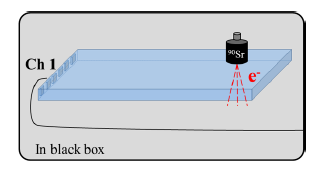 Ch 1
⁹⁰Sr
e⁻
In black box